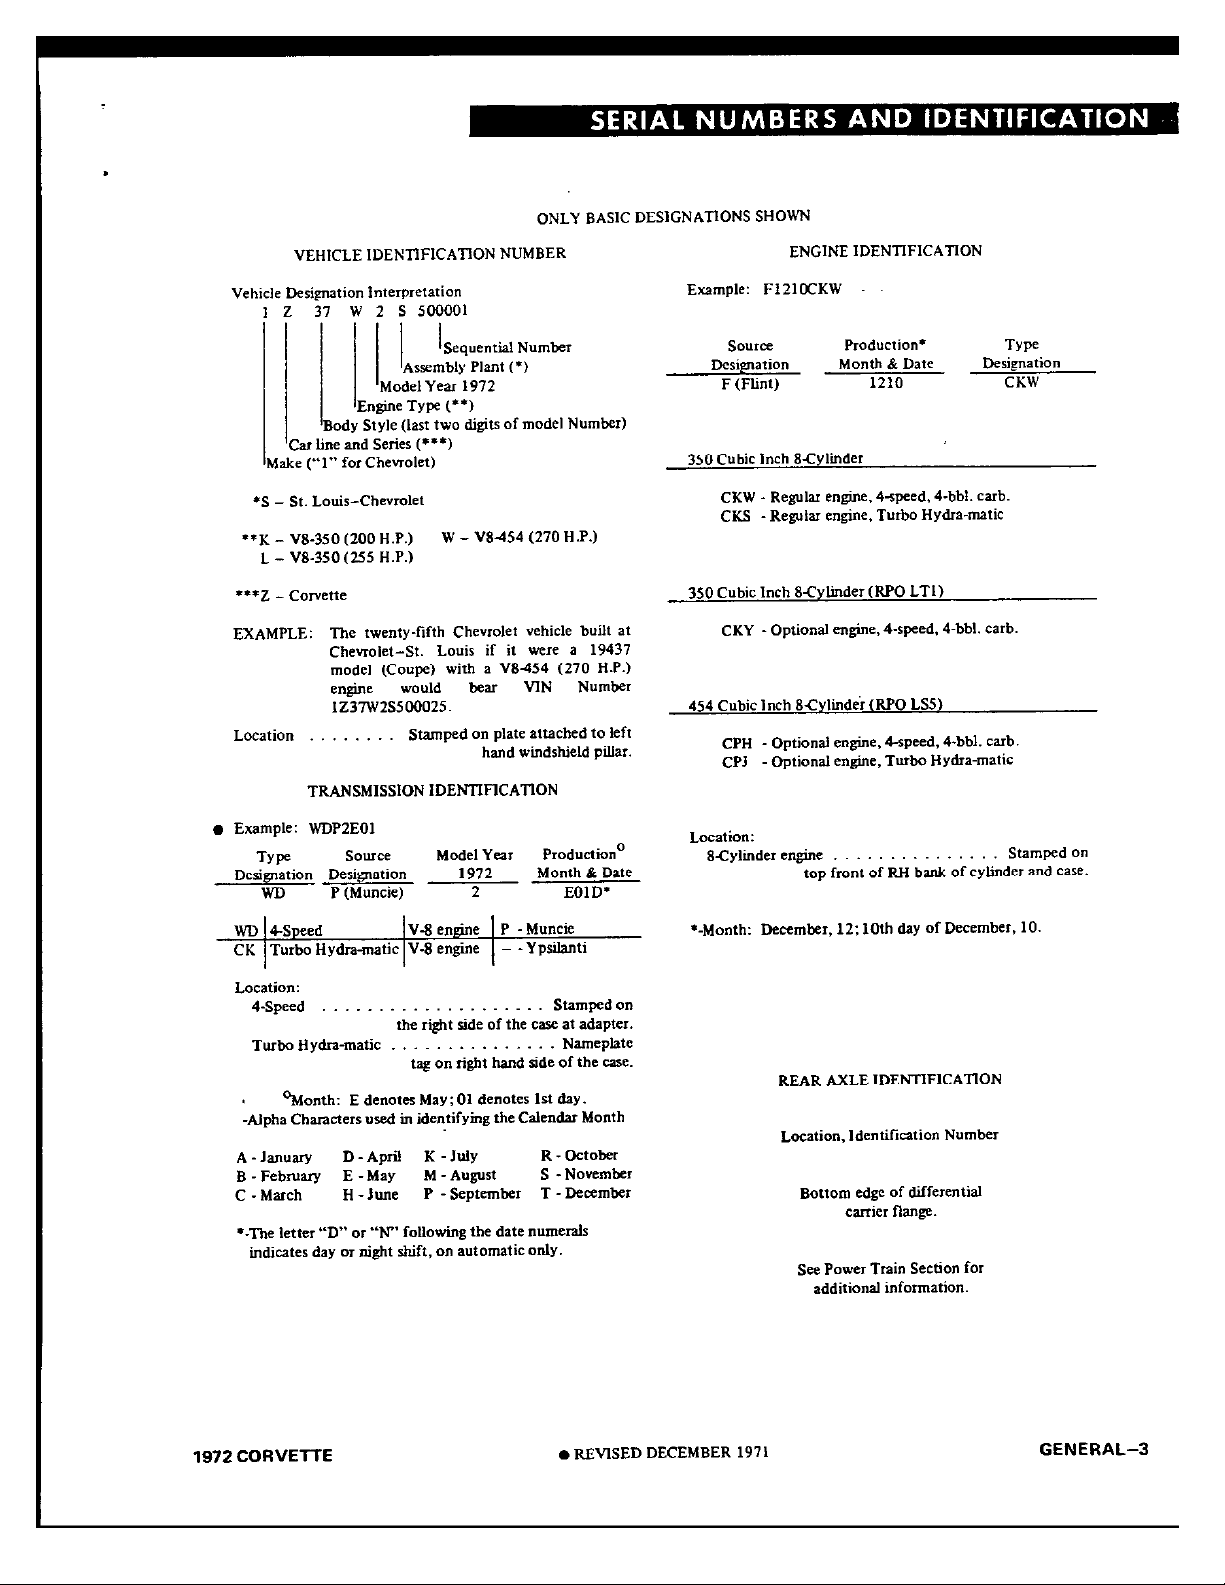 SERIAL NUMBERS AND IDENTIFICATION
ONLY BASIC DESIGNATIONS SHOWN
VEHICLE IDENTIFICATION NUMBER
Vehicle Designation Interpretation
1 Z 37 W 2 S 500001
Sequential Number
Assembly Plant (*)
Model Year 1972
Engine Type (**)
Body Style (last two digits of model Number)
Car line and Series (***)
Make ("1" for Chevrolet)
*S – St. Louis–Chevrolet
**K – V8-350 (200 H.P.) W – V8-454 (270 H.P.)
L – V8-350 (255 H.P.)
***Z – Corvette
EXAMPLE: The twenty-fifth Chevrolet vehicle built at
Chevrolet–St. Louis if it were a 19437
model (Coupe) with a V8-454 (270 H.P.)
engine would bear VIN Number
1Z37W2S500025.
Location . . . . . . . . Stamped on plate attached to left
hand windshield pillar.
TRANSMISSION IDENTIFICATION
● Example: WDP2E01
Type Source Model Year Production°
Designation Designation 1972 Month & Date
WD P (Muncie) 2 E01D*
WD 4-Speed V-8 engine P - Muncie
CK Turbo Hydra-matic V-8 engine – - Ypsilanti
Location:
4-Speed . . . . . . . . . . . . . . . . . . . . Stamped on
the right side of the case at adapter.
Turbo Hydra-matic . . . . . . . . . . . . . . . Nameplate
tag on right hand side of the case.
°Month: E denotes May; 01 denotes 1st day.
-Alpha Characters used in identifying the Calendar Month
A - January D - April K - July R - October
B - February E - May M - August S - November
C - March H - June P - September T - December
*-The letter "D" or "N" following the date numerals
indicates day or night shift, on automatic only.
ENGINE IDENTIFICATION
Example: F1210CKW
Source Production* Type
Designation Month & Date Designation
F (Flint) 1210 CKW
350 Cubic Inch 8-Cylinder
CKW - Regular engine, 4-speed, 4-bbl. carb.
CKS - Regular engine, Turbo Hydra-matic
350 Cubic Inch 8-Cylinder (RPO LT1)
CKY - Optional engine, 4-speed, 4-bbl. carb.
454 Cubic Inch 8-Cylinder (RPO LS5)
CPH - Optional engine, 4-speed, 4-bbl. carb.
CPJ - Optional engine, Turbo Hydra-matic
Location:
8-Cylinder engine . . . . . . . . . . . . . . . Stamped on
top front of RH bank of cylinder and case.
*-Month: December, 12; 10th day of December, 10.
REAR AXLE IDENTIFICATION
Location, Identification Number
Bottom edge of differential
carrier flange.
See Power Train Section for
additional information.
1972 CORVETTE
● REVISED DECEMBER 1971
GENERAL–3